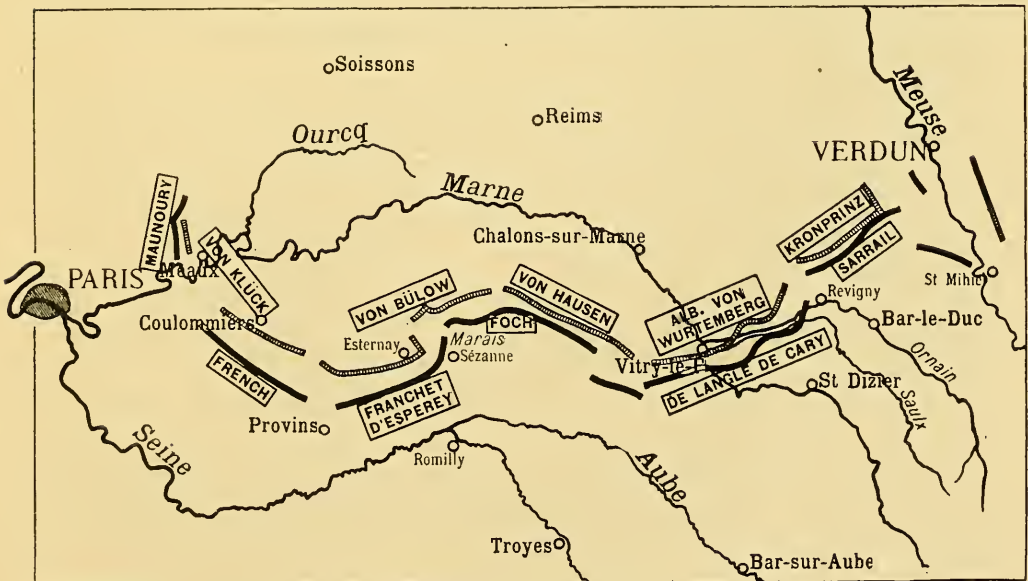 Soissons
Reims
Ourcq
Meuse
VERDUN
Marne
MAUNOURY
VON KLÜCK
Meaux
PARIS
Chalons-sur-Marne
KRONPRINZ
SARRAIL
St Mihiel
Revigny
Bar-le-Duc
Ornain
Saulx
St Dizier
VON BÜLOW
VON HAUSEN
ALB. VON
WURTEMBERG
Coulommiers
FRENCH
Esternay
Marais
FOCH
Sézanne
Vitry-le-F
DE LANGLE DE CARY
FRANCHET
D'ESPEREY
Provins
Seine
Romilly
Aube
Troyes
Bar-sur-Aube